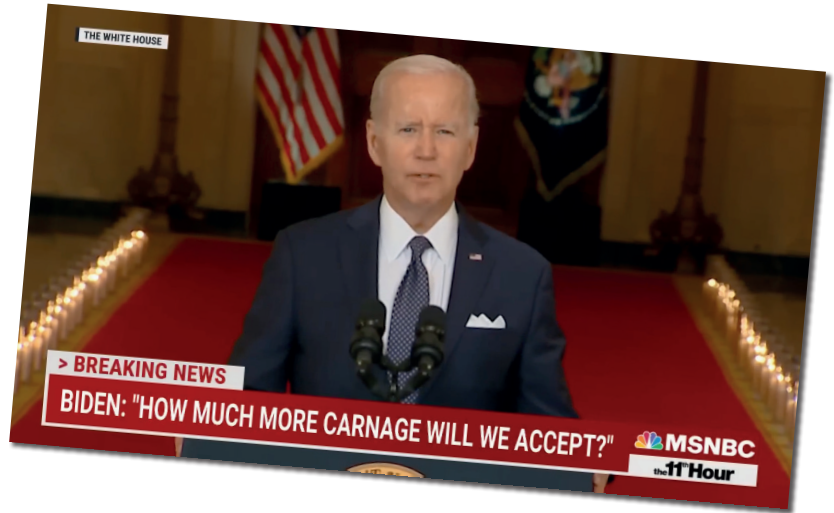 THE WHITE HOUSE
> BREAKING NEWS
BIDEN: "HOW MUCH MORE CARNAGE WILL WE ACCEPT?"
MSNBC
the 11th Hour